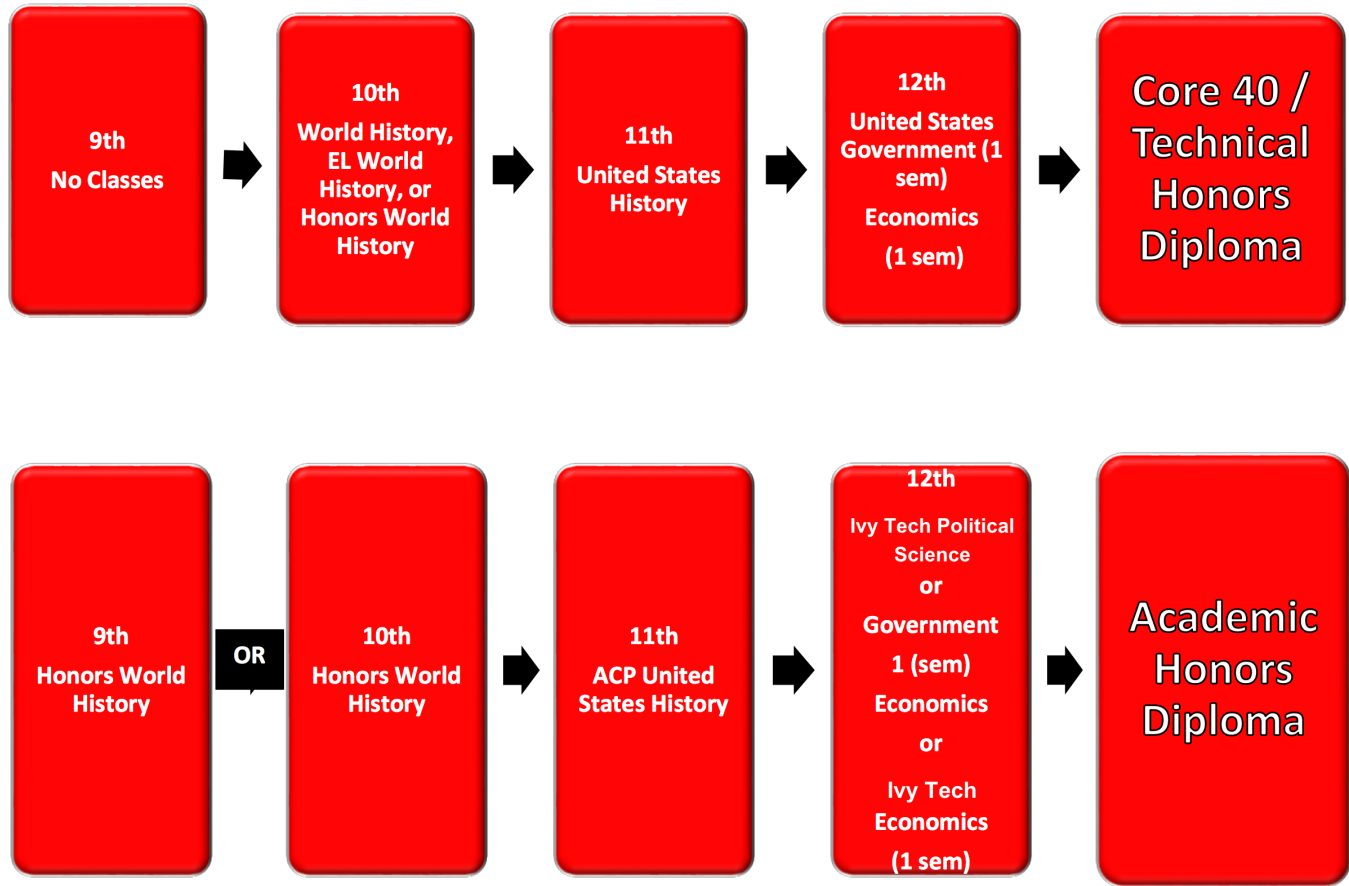 9th
No Classes
10th
World History,
EL World
History, or
Honors World
History
11th
United States
History
12th
United States
Government (1
sem)
Economics
(1 sem)
Core 40 /
Technical
Honors
Diploma
9th
Honors World
History
OR
10th
Honors World
History
11th
ACP United
States History
12th
Ivy Tech Political
Science
or
Government
1 (sem)
Economics
or
Ivy Tech
Economics
(1 sem)
Academic
Honors
Diploma